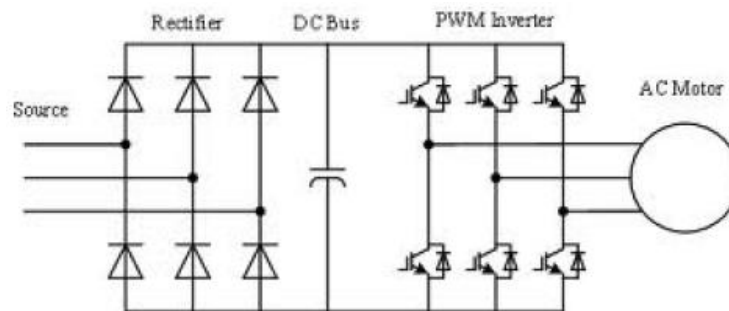 Rectifier
DC Bus
PWM Inverter
AC Motor
Source